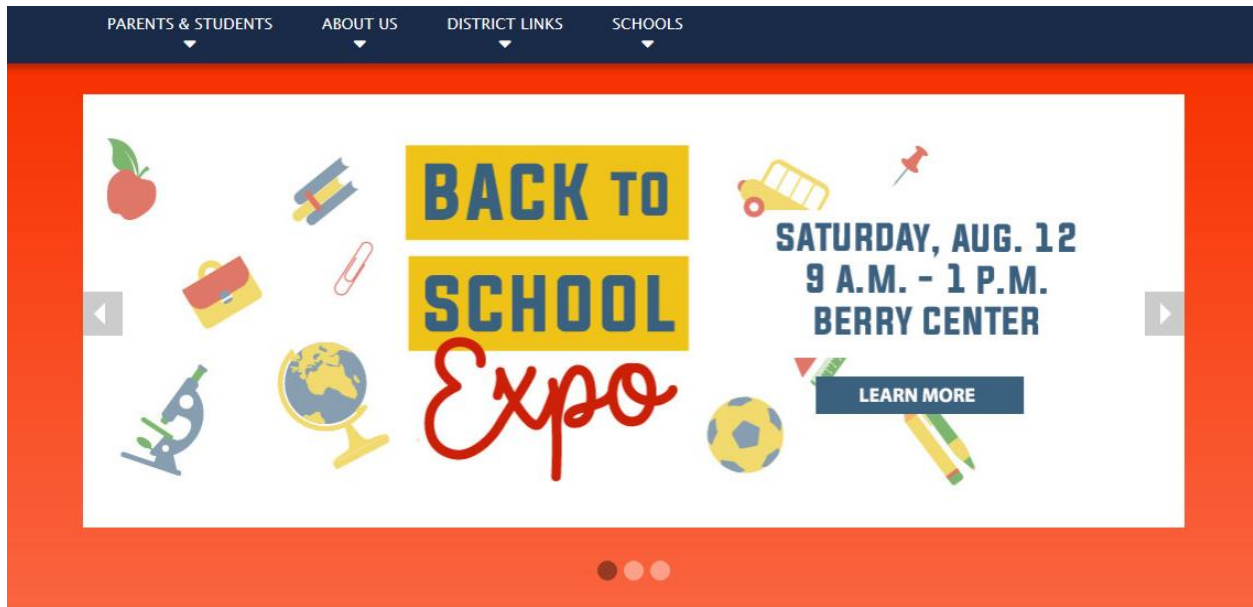 PARENTS & STUDENTS ABOUT US DISTRICT LINKS SCHOOLS
BACK TO
SCHOOL
Expo
SATURDAY, AUG. 12
9 A.M. - 1 P.M.
BERRY CENTER
LEARN MORE